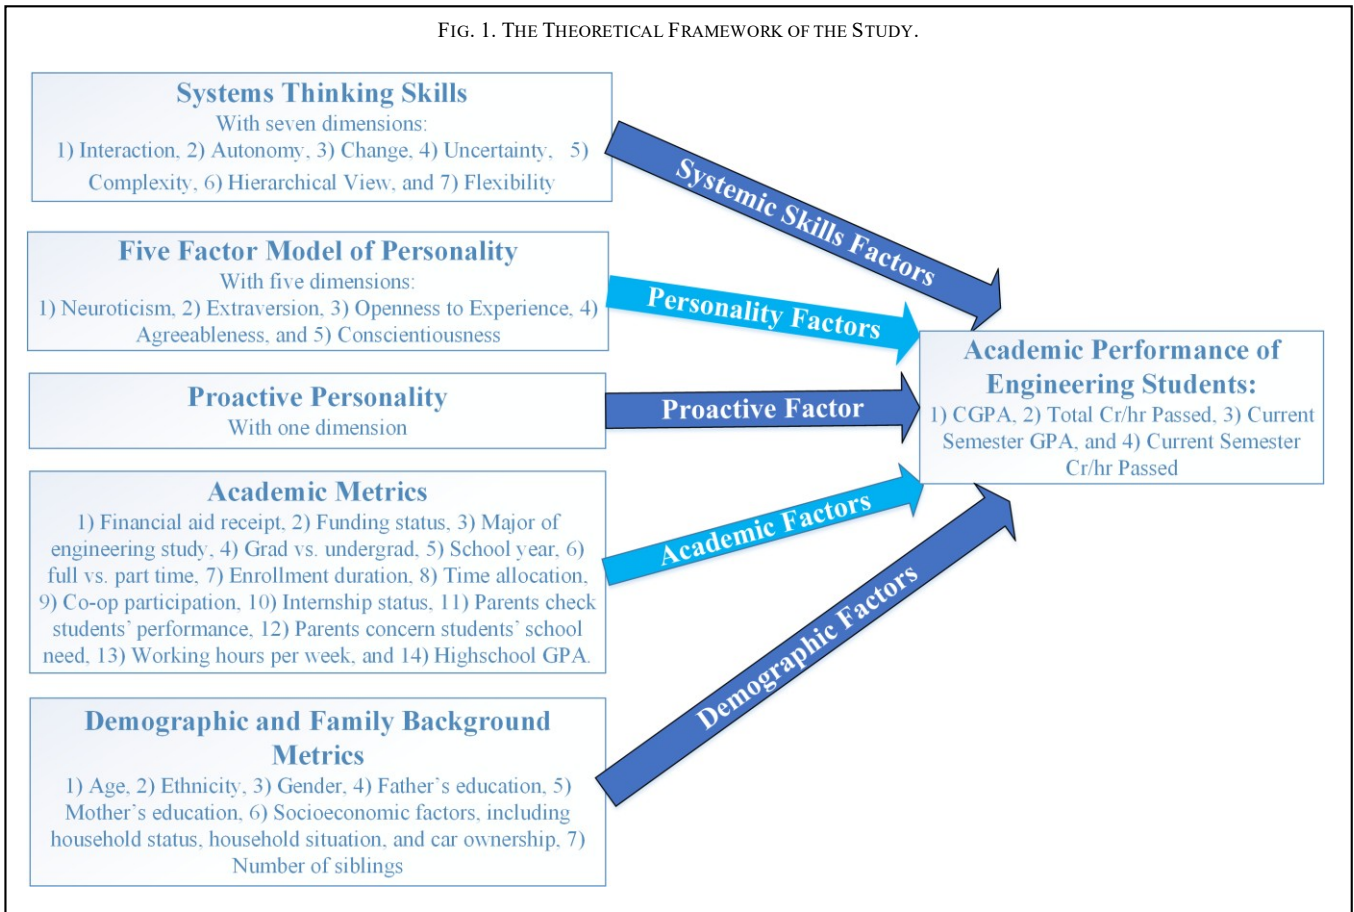 FIG. 1. THE THEORETICAL FRAMEWORK OF THE STUDY.
Systems Thinking Skills
With seven dimensions:
1) Interaction, 2) Autonomy, 3) Change, 4) Uncertainty, 5)
Complexity, 6) Hierarchical View, and 7) Flexibility
Systemic Skills Factors
Five Factor Model of Personality
With five dimensions:
1) Neuroticism, 2) Extraversion, 3) Openness to Experience, 4)
Agreeableness, and 5) Conscientiousness
Personality Factors
Proactive Personality
With one dimension
Proactive Factor
Academic Metrics
1) Financial aid receipt, 2) Funding status, 3) Major of
engineering study, 4) Grad vs. undergrad, 5) School year, 6)
full vs. part time, 7) Enrollment duration, 8) Time allocation,
9) Co-op participation, 10) Internship status, 11) Parents check
students’ performance, 12) Parents concern students’ school
need, 13) Working hours per week, and 14) Highschool GPA.
Academic Factors
Demographic and Family Background
Metrics
1) Age, 2) Ethnicity, 3) Gender, 4) Father’s education, 5)
Mother’s education, 6) Socioeconomic factors, including
household status, household situation, and car ownership, 7)
Number of siblings
Demographic Factors
Academic Performance of
Engineering Students:
1) CGPA, 2) Total Cr/hr Passed, 3) Current
Semester GPA, and 4) Current Semester
Cr/hr Passed